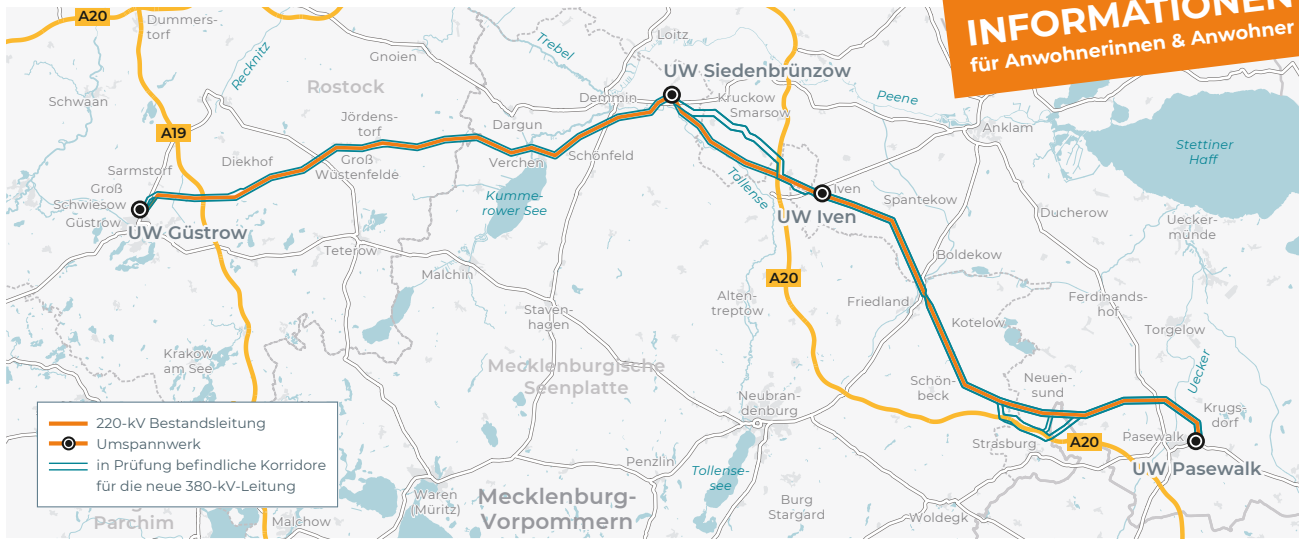 A20
Dummers-
torf
INFORMATIONEN
für Anwohnerinnen & Anwohner
Recknitz
Gnoien
Trebel
Loitz
UW Siedenbrünzow
Rostock
Schwaan
Demmin
Kruckow
Smarsow
Peene
Anklam
Stettiner
Haff
A19
Jördens-
torf
Dargun
Sarmstorf
Diekhof
Groß
Wüstenfelde
Verchen
Schönfeld
Groß
Schwiesow
Güstrow
UW Güstrow
Kumme-
rower See
Tollense
Iven
UW Iven
Spantekow
Ducherow
Uecker-
münde
Teterow
Malchin
Boldekow
A20
Alten-
treptow
Friedland
Ferdinands-
hof
Staven-
hagen
Kotelow
Torgelow
Krakow
am See
Mecklenburgische
Seenplatte
Schön-
beck
Neuen-
sund
Uecker
Neubran-
denburg
Krugs-
dorf
220-kV Bestandsleitung
Umspannwerk
in Prüfung befindliche Korridore
für die neue 380-kV-Leitung
Strasburg
A20
Pasewalk
UW Pasewalk
Penzlin
Tollense-
see
Waren
(Müritz)
Mecklenburg-
Vorpommern
Burg
Stargard
Woldegk
Parchim
Malchow